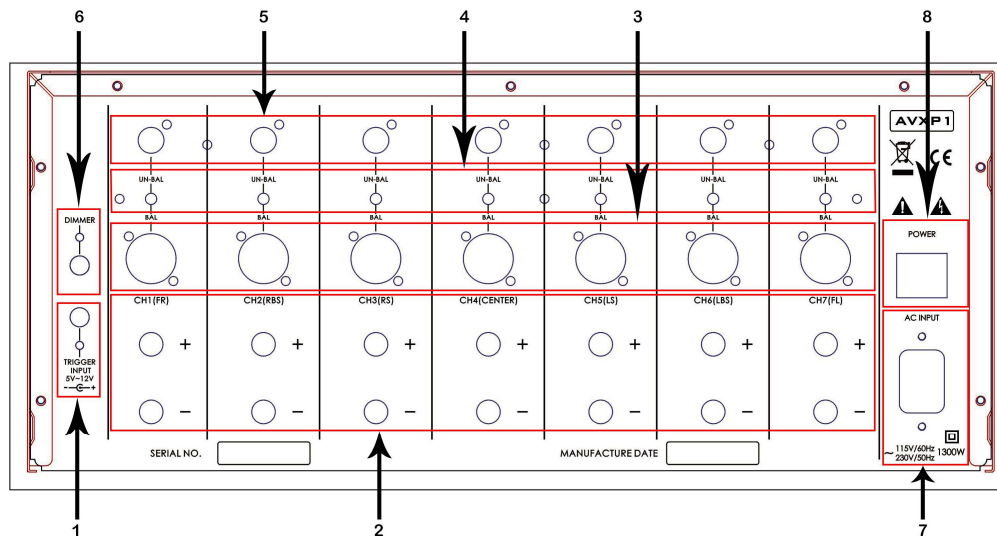 6 5 4 3 8
AVXP1
CE
UN-BAL UN-BAL UN-BAL UN-BAL UN-BAL UN-BAL UN-BAL
BAL BAL BAL BAL BAL BAL BAL
DIMMER
POWER
CH1(FR) CH2(RBS) CH3(RS) CH4(CENTER) CH5(LS) CH6(LBS) CH7(FL)
AC INPUT
+ + + + + + +
TRIGGER
INPUT
5V~12V
- +
− − − − − − −
SERIAL NO. MANUFACTURE DATE
~ 115V/60Hz
230V/50Hz
1300W
1 2 7